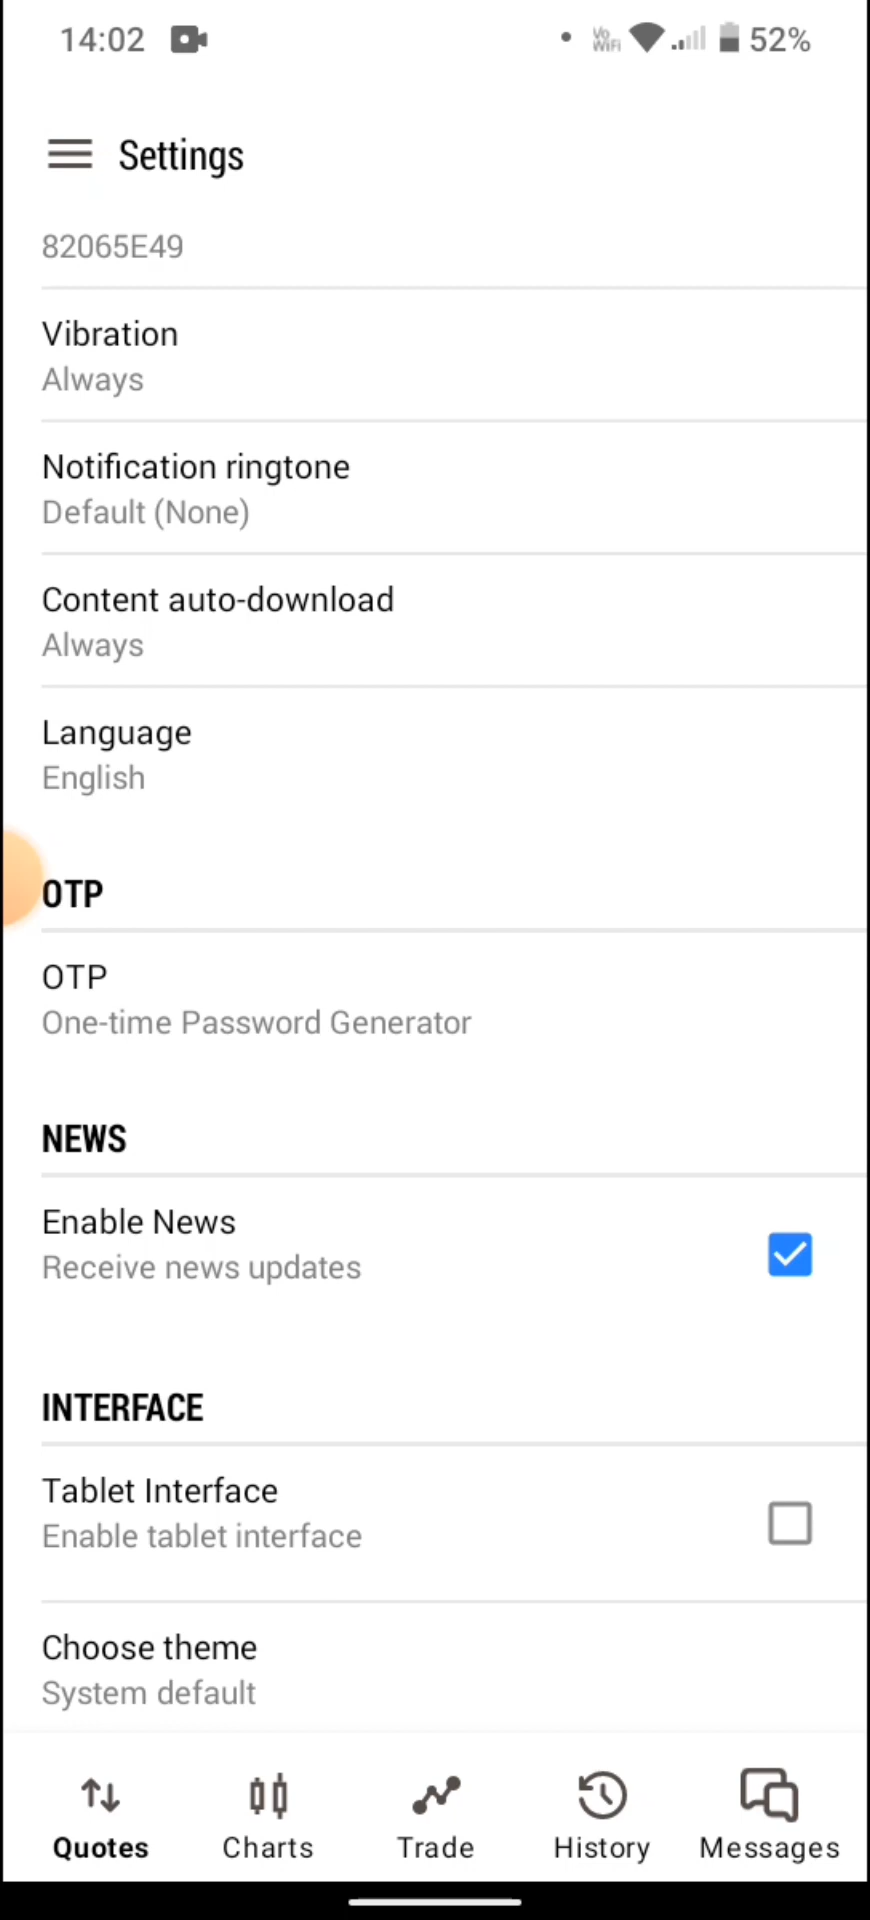 14:02
Vo
WiFi
52%
Settings
82065E49
Vibration
Always
Notification ringtone
Default (None)
Content auto-download
Always
Language
English
OTP
OTP
One-time Password Generator
NEWS
Enable News
Receive news updates
INTERFACE
Tablet Interface
Enable tablet interface
Choose theme
System default
Quotes
Charts
Trade
History
Messages